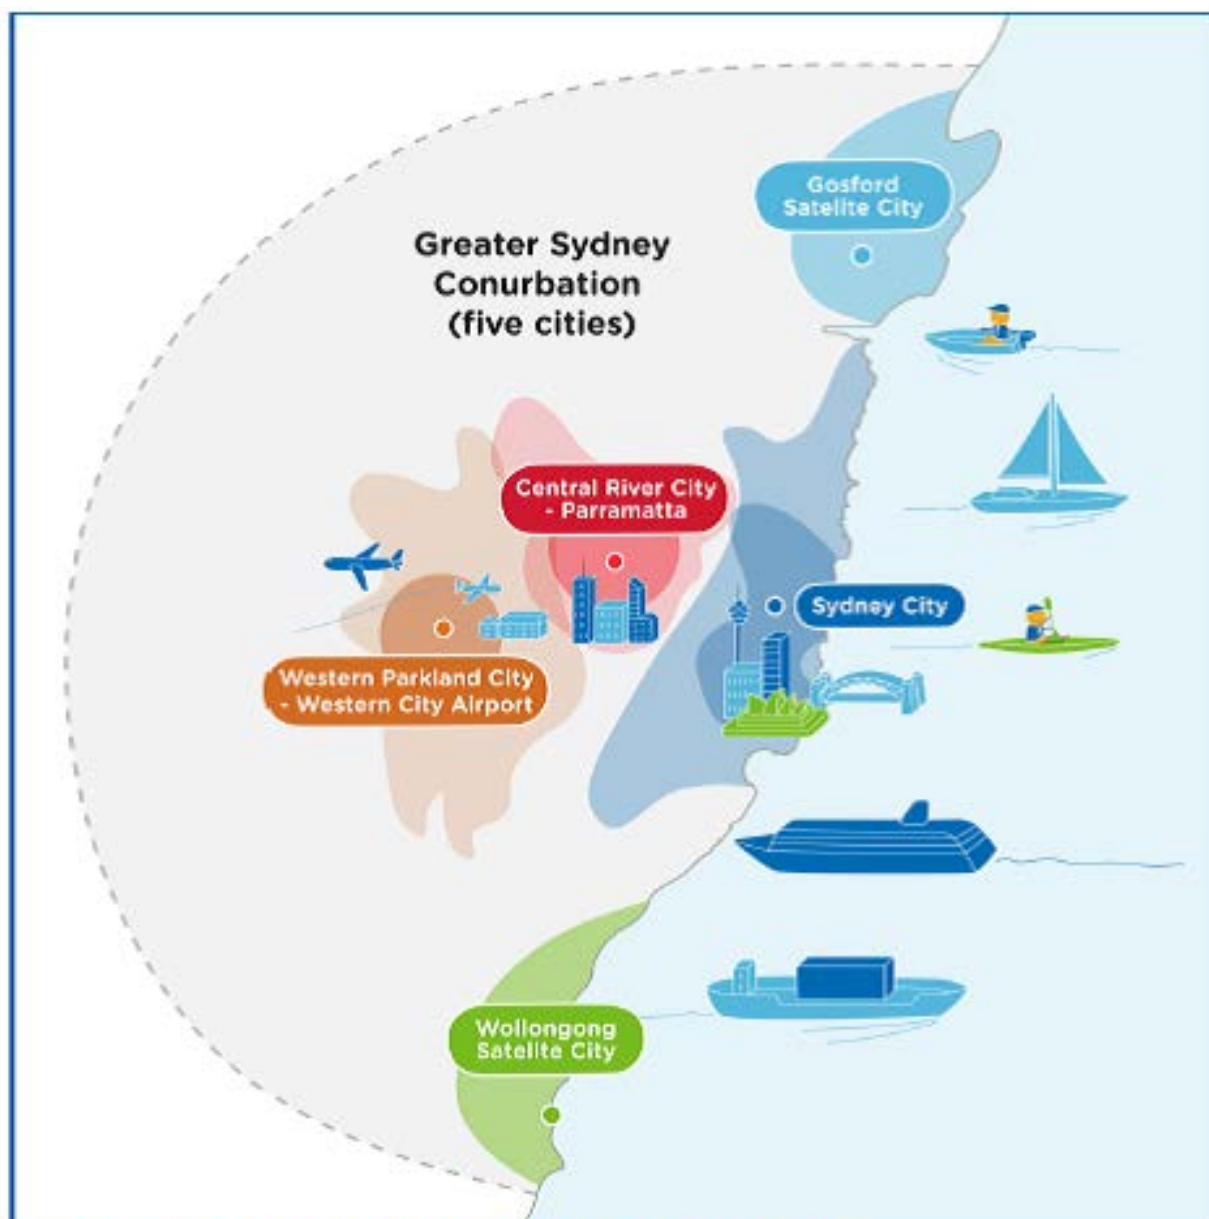 Gosford
Satelite City
Greater Sydney
Conurbation
(five cities)
Central River City
- Parramatta
Sydney City
Western Parkland City
- Western City Airport
Wollongong
Satelite City